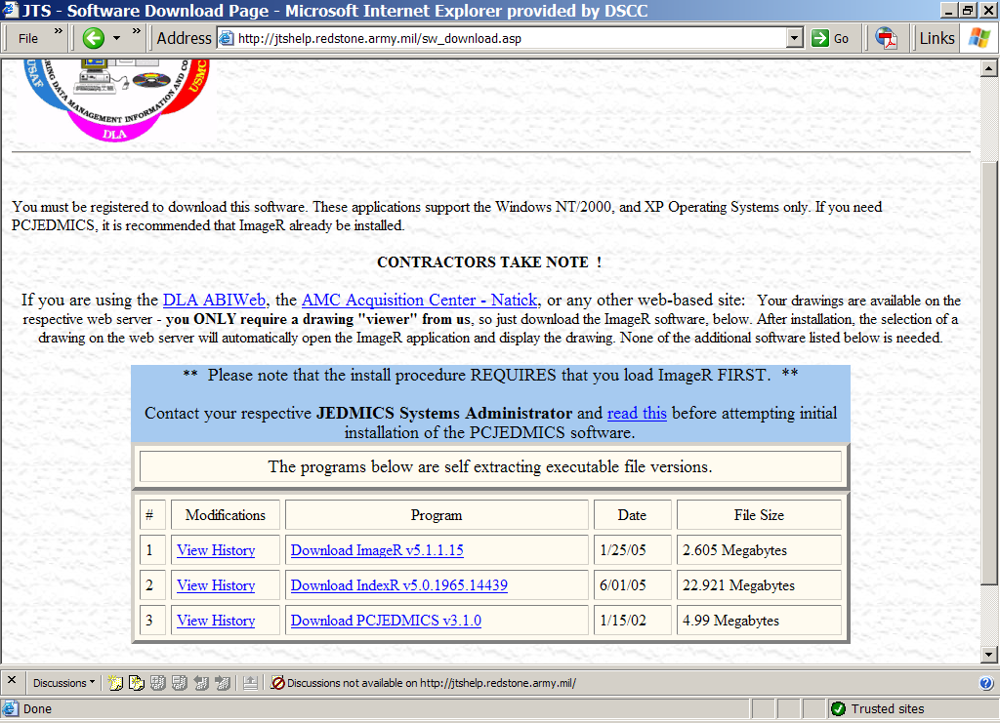 JTS - Software Download Page - Microsoft Internet Explorer provided by DSCC
File » » Address http://jtshelp.redstone.army.mil/sw_download.asp Go Links
USAF RING DATA MANAGEMENT INFORMATION AND CO USMC
DLA
You must be registered to download this software. These applications support the Windows NT/2000, and XP Operating Systems only. If you need
PCJEDMICS, it is recommended that ImageR already be installed.
CONTRACTORS TAKE NOTE !
If you are using the DLA ABIWeb, the AMC Acquisition Center - Natick, or any other web-based site: Your drawings are available on the
respective web server - you ONLY require a drawing "viewer" from us, so just download the ImageR software, below. After installation, the selection of a
drawing on the web server will automatically open the ImageR application and display the drawing. None of the additional software listed below is needed.
** Please note that the install procedure REQUIRES that you load ImageR FIRST. **
Contact your respective JEDMICS Systems Administrator and read this before attempting initial
installation of the PCJEDMICS software.
The programs below are self extracting executable file versions.
# Modifications Program Date File Size
1 View History Download ImageR v5.1.1.15 1/25/05 2.605 Megabytes
2 View History Download IndexR v5.0.1965.14439 6/01/05 22.921 Megabytes
3 View History Download PCJEDMICS v3.1.0 1/15/02 4.99 Megabytes
Discussions Discussions not available on http://jtshelp.redstone.army.mil/
Done Trusted sites